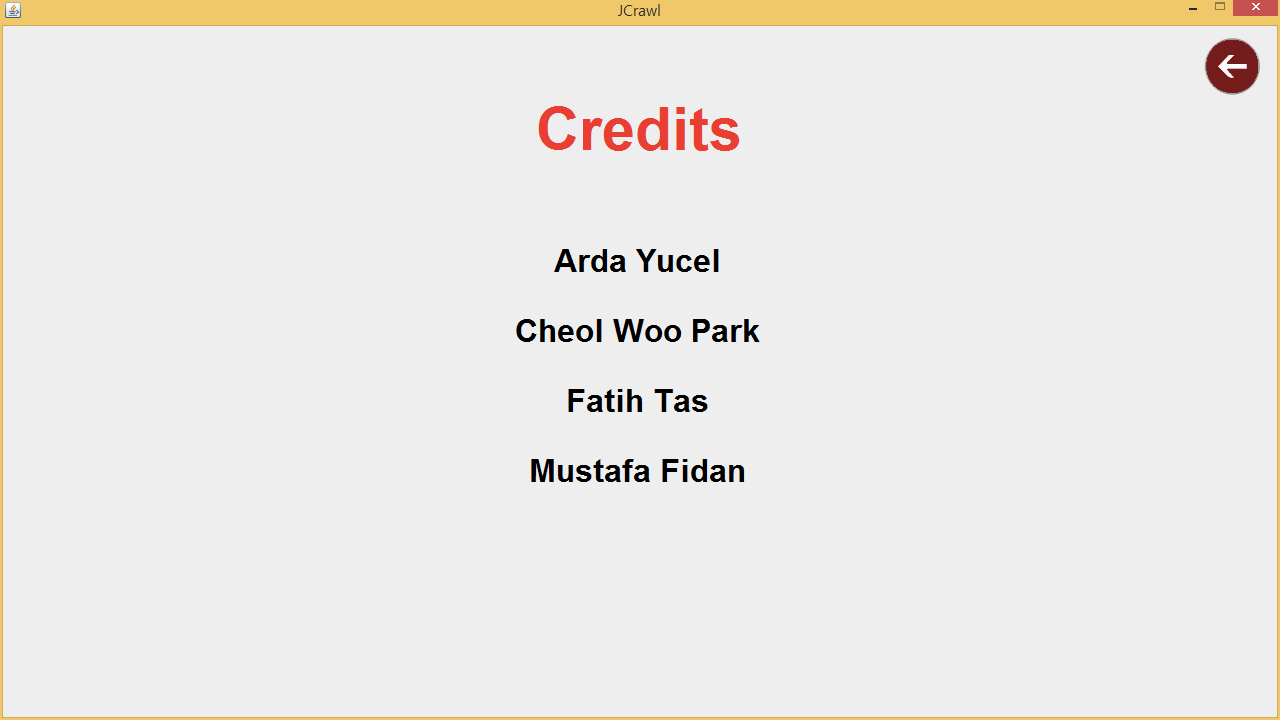 JCrawl
Credits
Arda Yucel
Cheol Woo Park
Fatih Tas
Mustafa Fidan